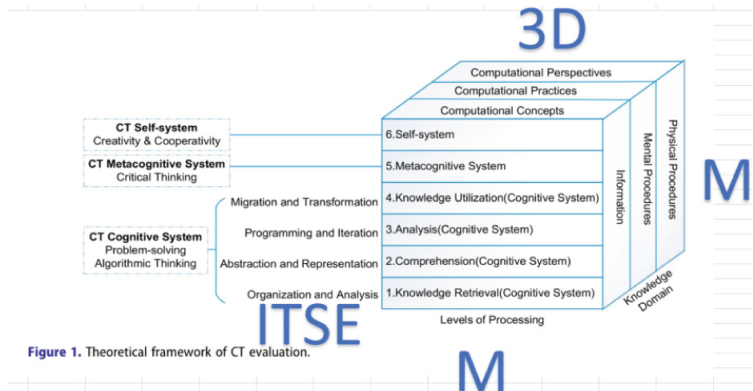 3D
Computational Perspectives
Computational Practices
Computational Concepts
CT Self-system
Creativity & Cooperativity
6.Self-system
CT Metacognitive System
Critical Thinking
5.Metacognitive System
Migration and Transformation
4.Knowledge Utilization(Cognitive System)
CT Cognitive System
Problem-solving
Algorithmic Thinking
Programming and Iteration
3.Analysis(Cognitive System)
Abstraction and Representation
2.Comprehension(Cognitive System)
Organization and Analysis
1.Knowledge Retrieval(Cognitive System)
Information
Mental Procedures
Physical Procedures
M
Knowledge
Domain
Levels of Processing
ITSE
Figure 1. Theoretical framework of CT evaluation.
M